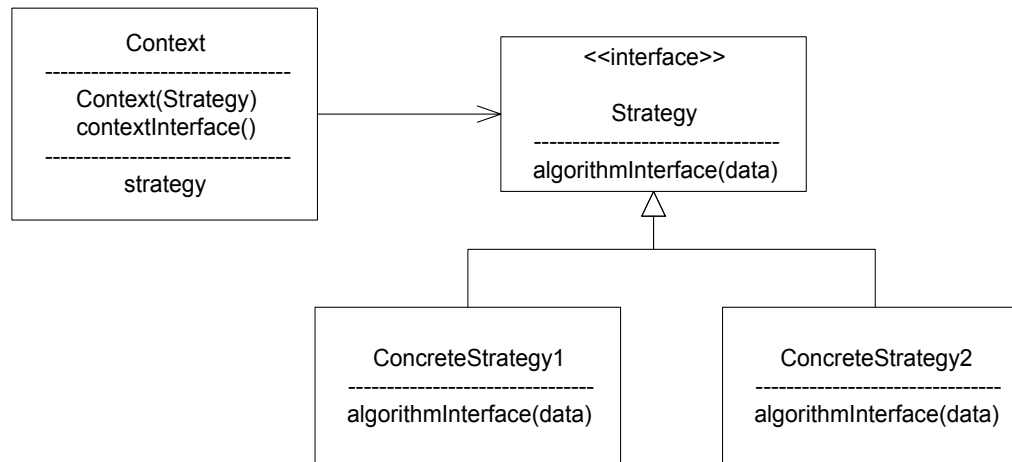 Context
--------------------------------
Context(Strategy)
contextInterface()
--------------------------------
strategy
<<interface>>
Strategy
--------------------------------
algorithmInterface(data)
ConcreteStrategy1
--------------------------------
algorithmInterface(data)
ConcreteStrategy2
--------------------------------
algorithmInterface(data)